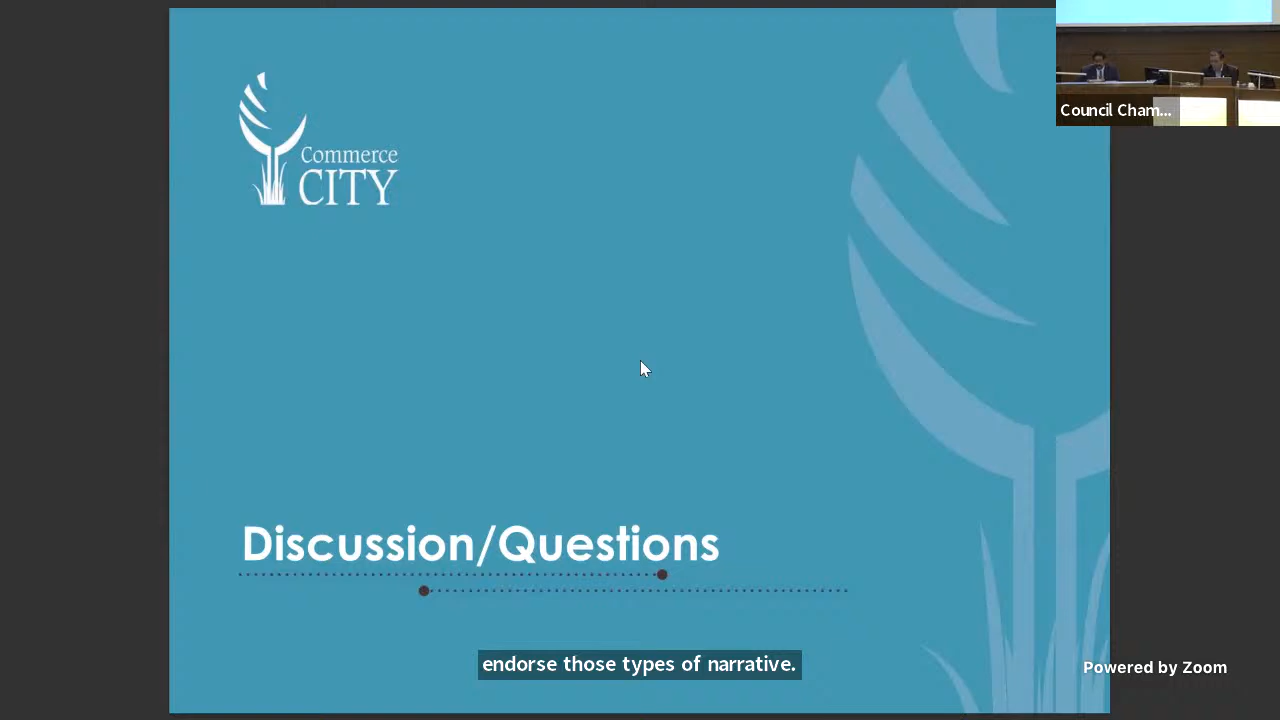 Commerce
CITY
Council Cham...
Discussion/Questions
endorse those types of narrative.
Powered by Zoom